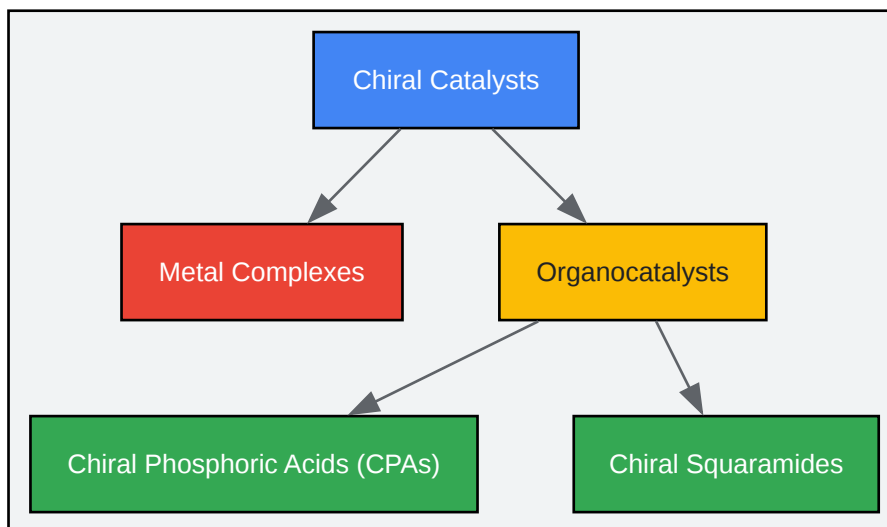 Chiral Catalysts
Metal Complexes
Organocatalysts
Chiral Phosphoric Acids (CPAs)
Chiral Squaramides